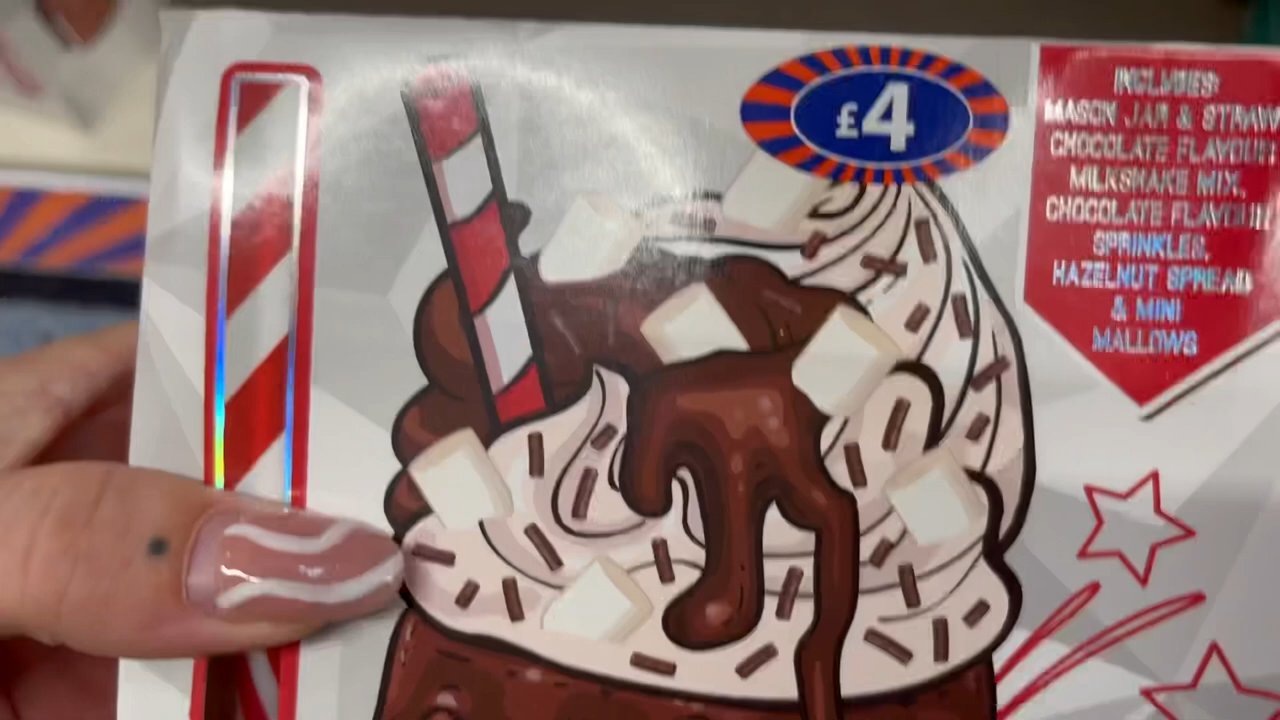 £4
INCLUDES:
MASON JAR & STRAW
CHOCOLATE FLAVOUR
MILKSHAKE MIX,
CHOCOLATE FLAVOUR
SPRINKLES,
HAZELNUT SPREAD
& MINI
MALLOWS